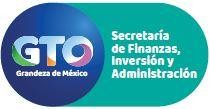 GTO
Grandeza de México
Secretaría
de Finanzas,
Inversión y
Administración